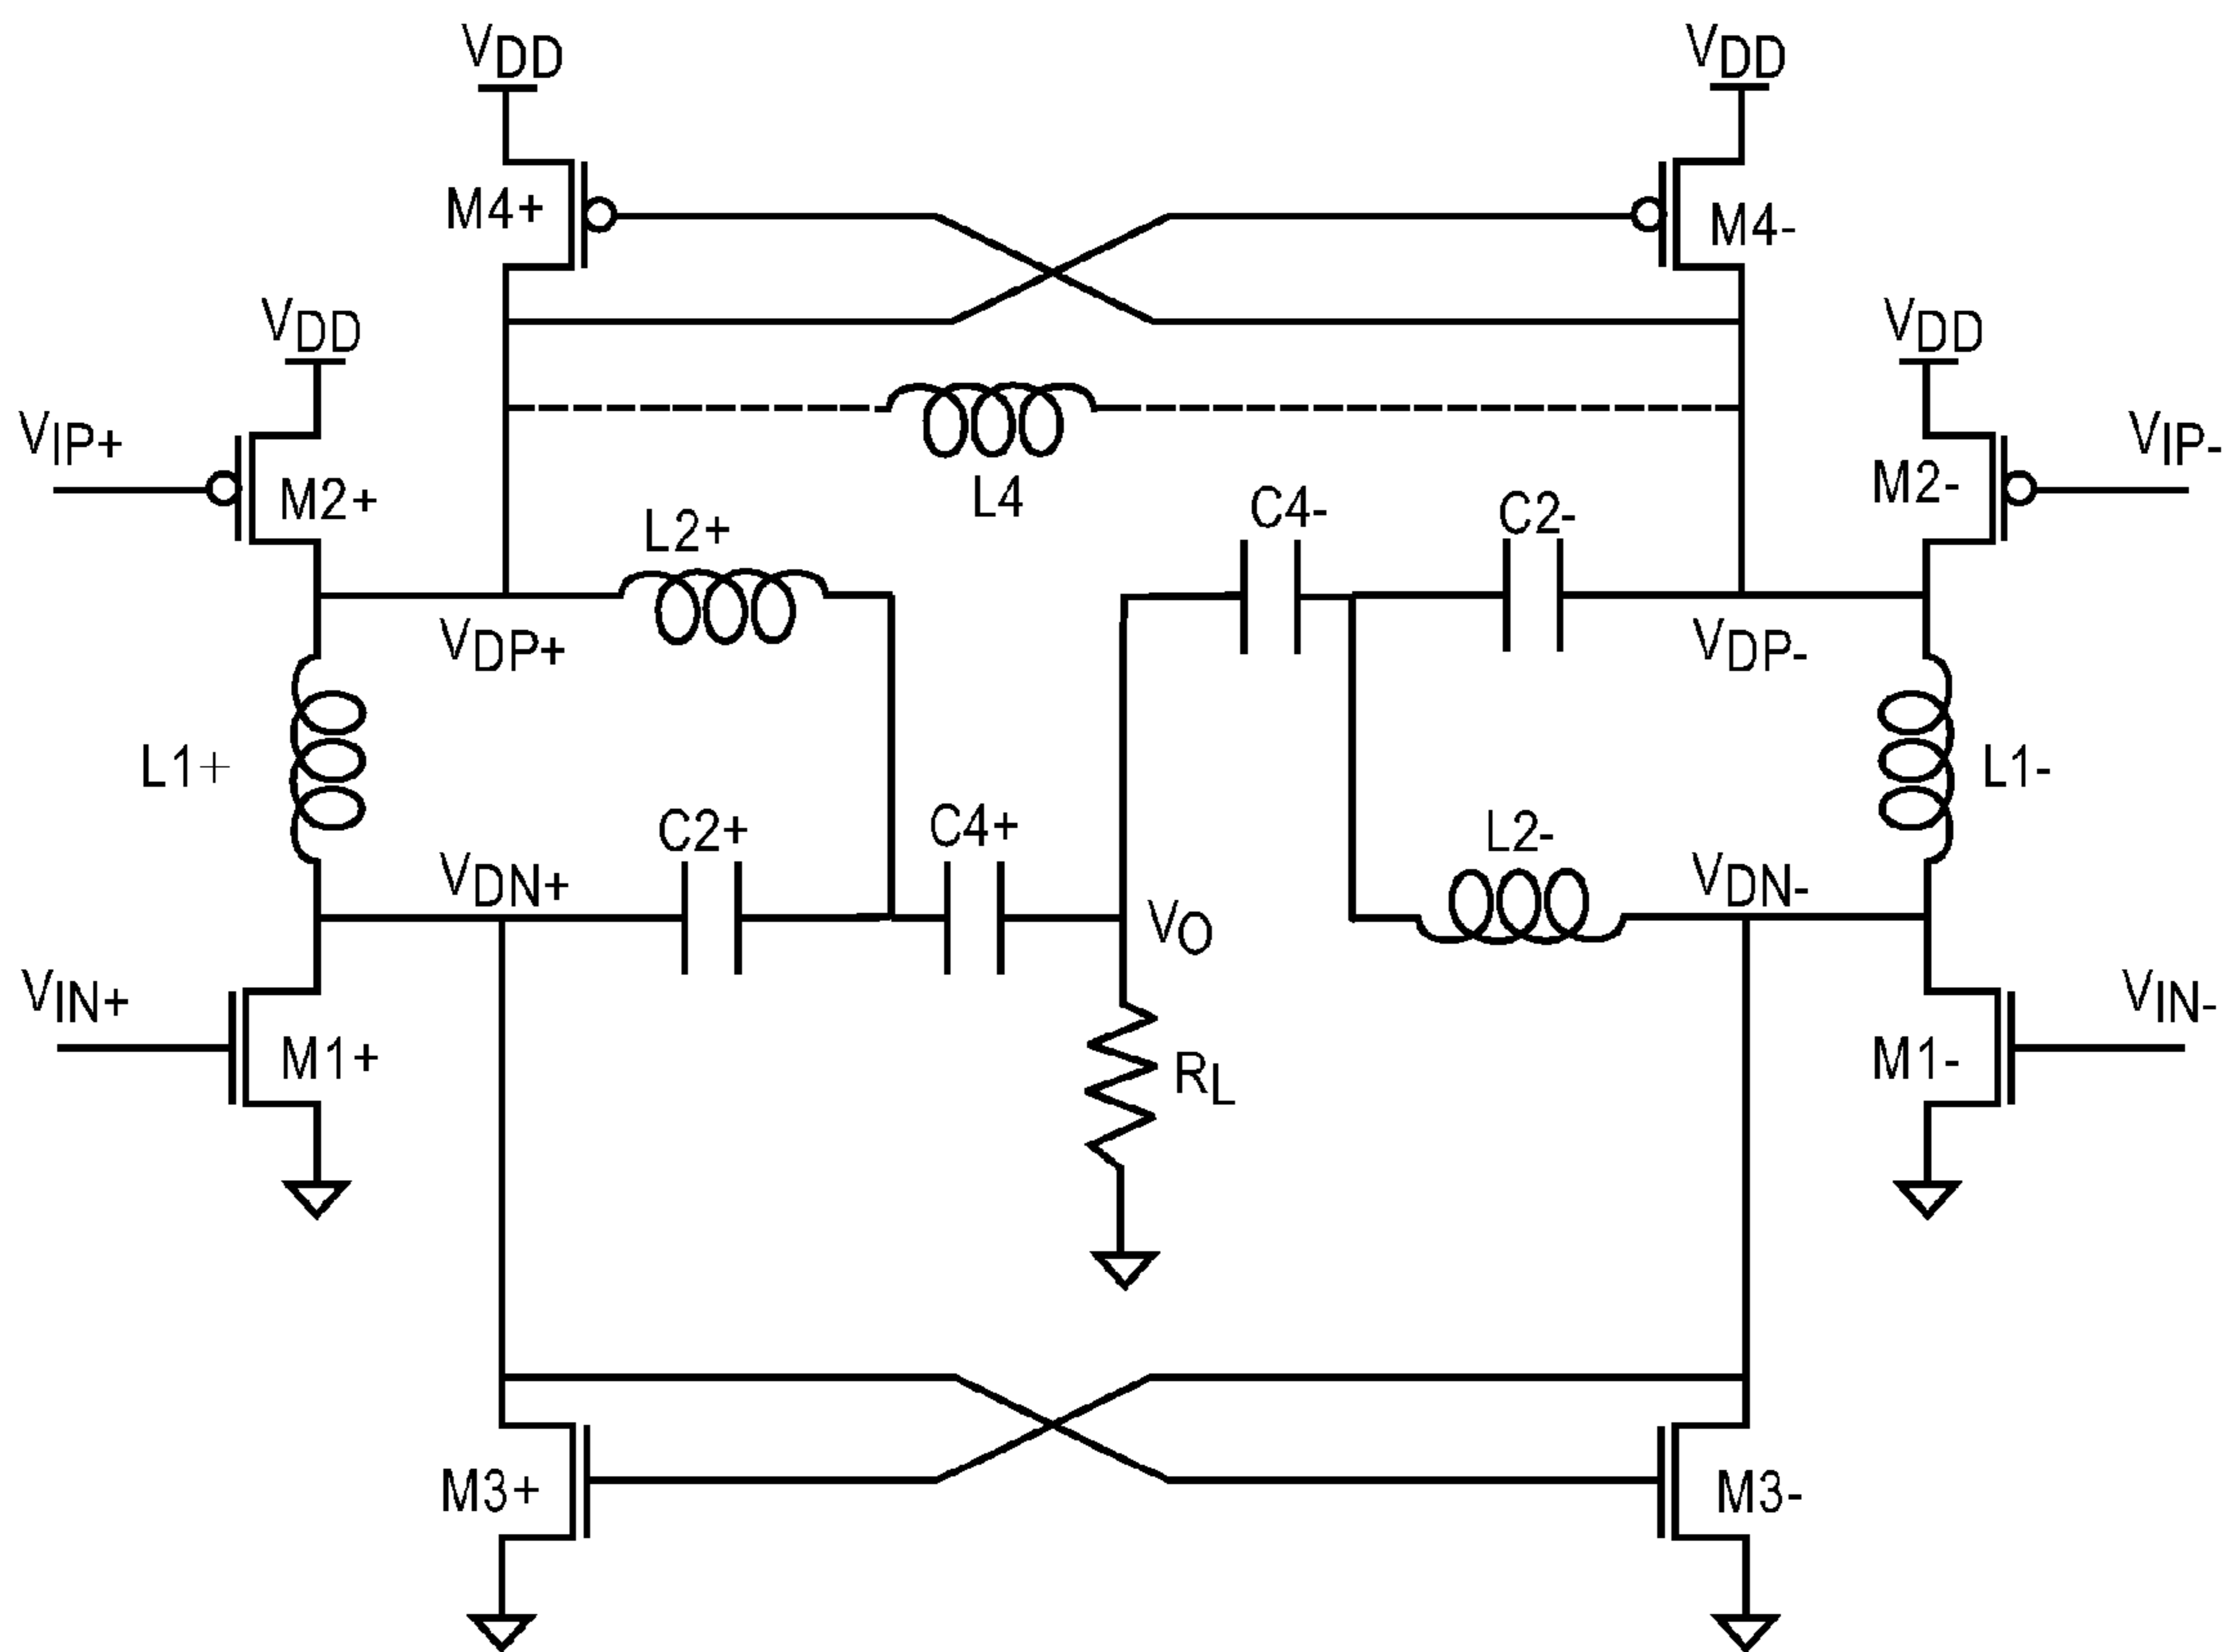 VDD
VDD
M4+
M4-
VDD
VDD
VIP+
VIP-
M2+
M2-
L4
C4-
C2-
L2+
VDP+
VDP-
L1+
L1-
C2+
C4+
L2-
VDN+
VDN-
VO
VIN+
VIN-
M1+
M1-
RL
M3+
M3-